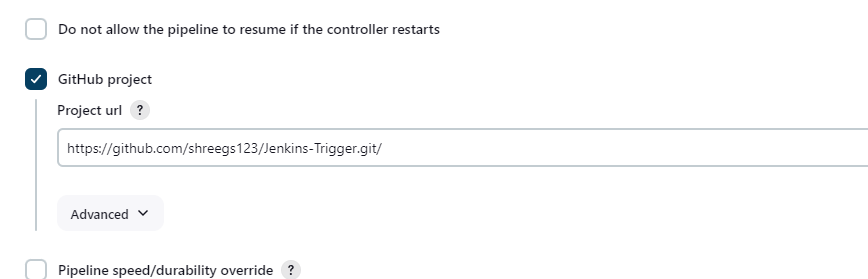 Do not allow the pipeline to resume if the controller restarts
GitHub project
Project url ?
https://github.com/shreegs123/Jenkins-Trigger.git/
Advanced
Pipeline speed/durability override ?